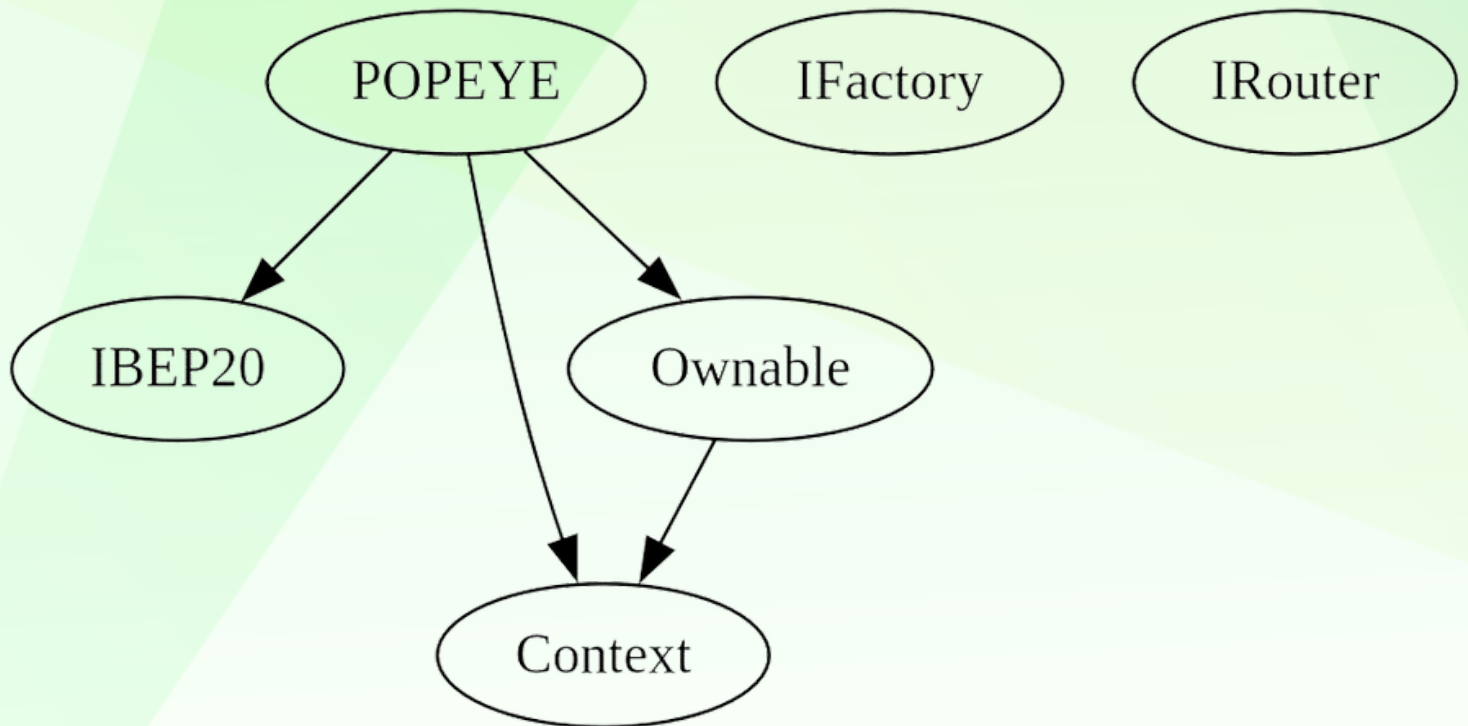 POPEYE
IFactory
IRouter
IBEP20
Ownable
Context